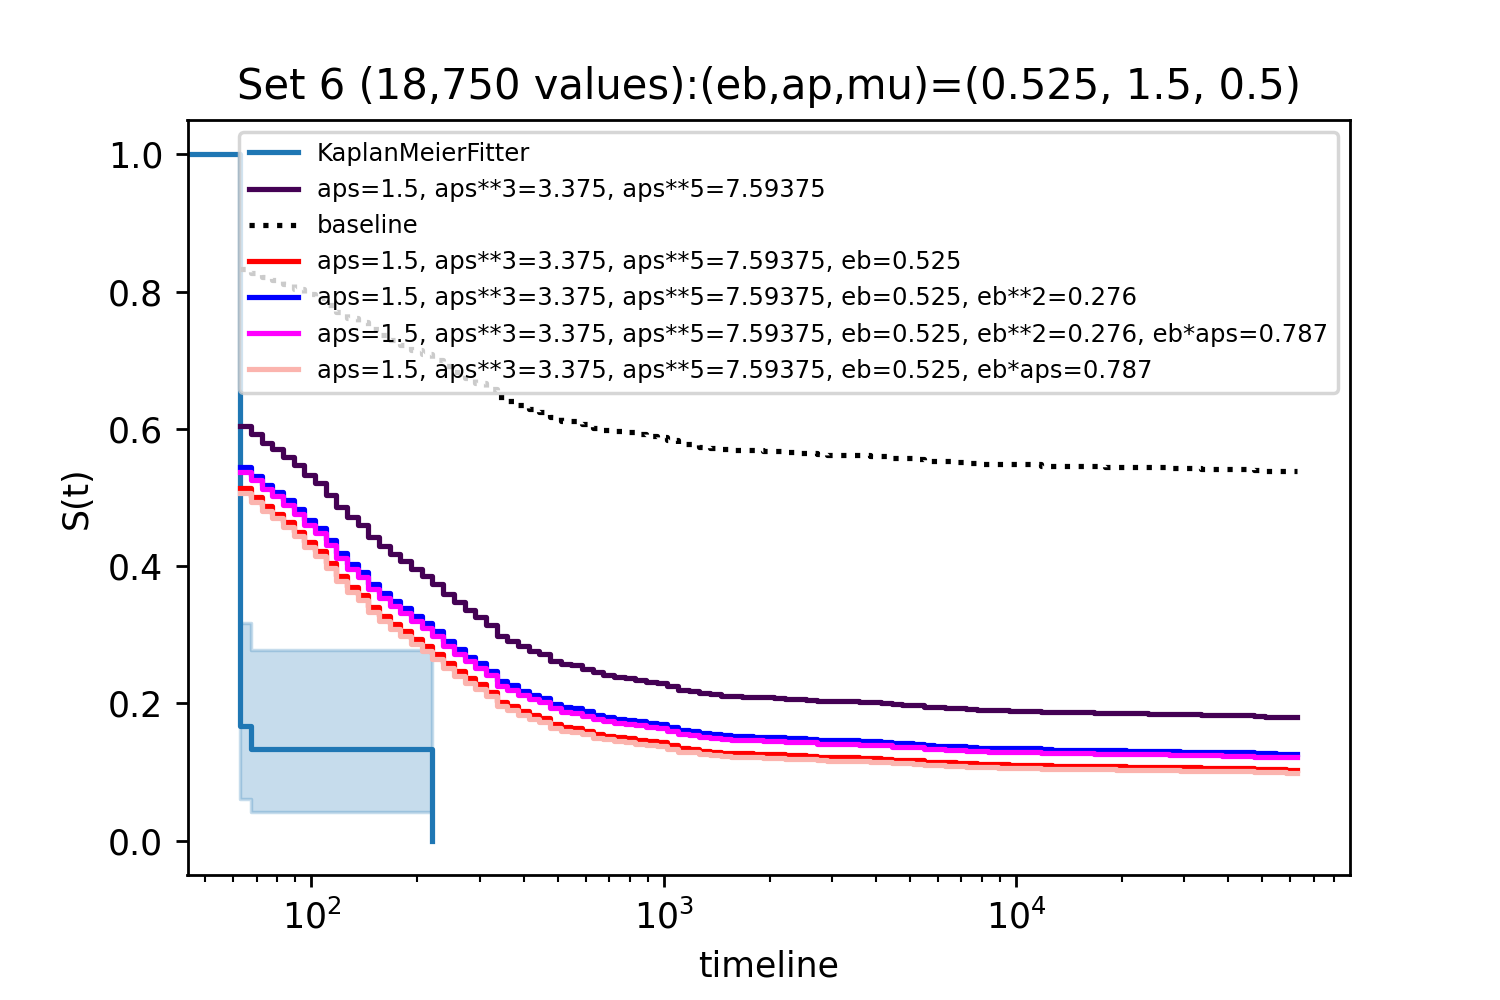 Set 6 (18,750 values):(eb,ap,mu)=(0.525, 1.5, 0.5)
KaplanMeierFitter
aps=1.5, aps**3=3.375, aps**5=7.59375
baseline
aps=1.5, aps**3=3.375, aps**5=7.59375, eb=0.525
aps=1.5, aps**3=3.375, aps**5=7.59375, eb=0.525, eb**2=0.276
aps=1.5, aps**3=3.375, aps**5=7.59375, eb=0.525, eb**2=0.276, eb*aps=0.787
aps=1.5, aps**3=3.375, aps**5=7.59375, eb=0.525, eb*aps=0.787
1.0
0.8
0.6
0.4
0.2
0.0
S(t)
10²
10³
10⁴
timeline